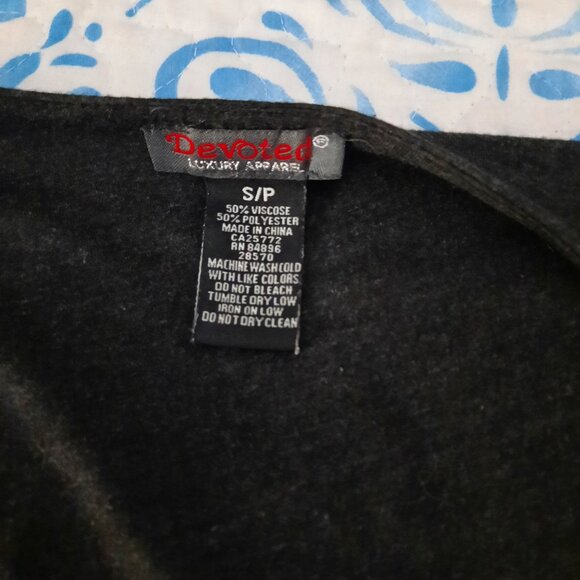 Devoted®
LUXURY APPAREL
S/P
50% VISCOSE
50% POLYESTER
MADE IN CHINA
CA25772
RN 84896
28570
MACHINE WASH COLD
WITH LIKE COLORS
DO NOT BLEACH
TUMBLE DRY LOW
IRON ON LOW
DO NOT DRY CLEAN